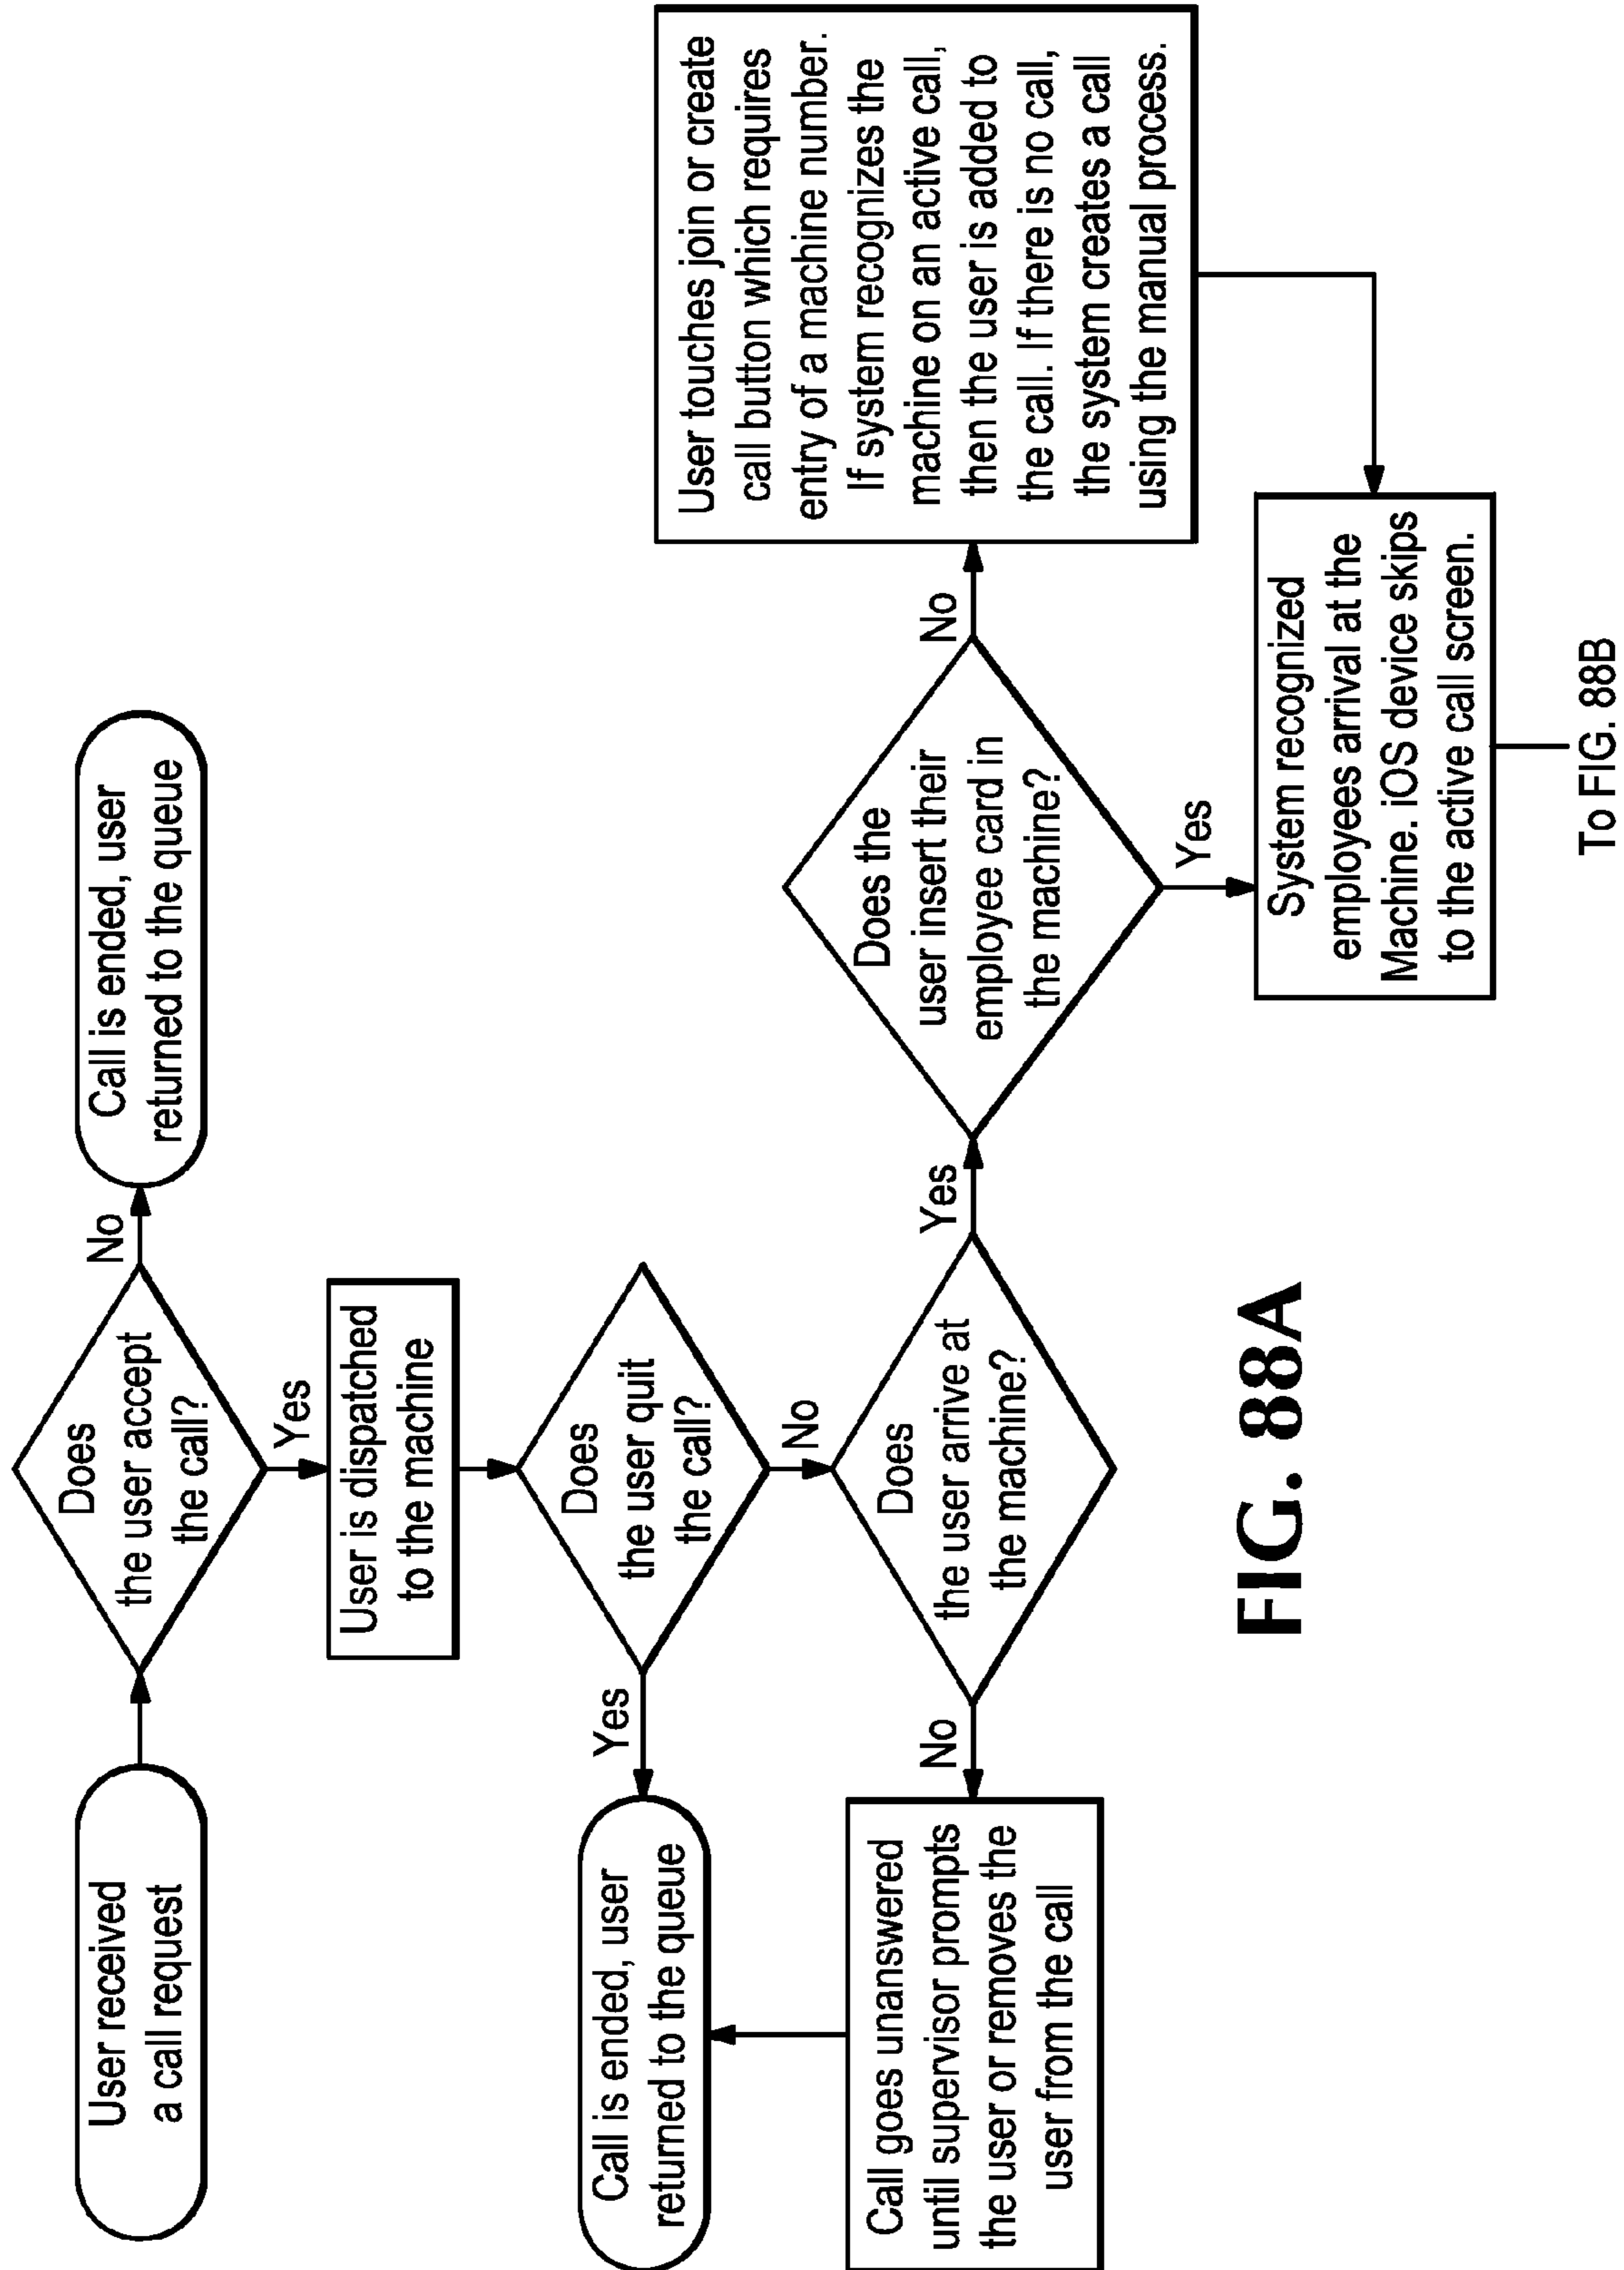 User received
a call request
Does
the user accept
the call?
No
Call is ended, user
returned to the queue
Yes
User is dispatched
to the machine
Does
the user quit
the call?
Yes
Call is ended, user
returned to the queue
No
Does
the user arrive at
the machine?
No
Call goes unanswered
until supervisor prompts
the user or removes the
user from the call
Yes
Does the
user insert their
employee card in
the machine?
No
User touches join or create
call button which requires
entry of a machine number.
If system recognizes the
machine on an active call,
then the user is added to
the call. If there is no call,
the system creates a call
using the manual process.
Yes
System recognized
employees arrival at the
Machine. iOS device skips
to the active call screen.
To FIG. 88B
FIG. 88A